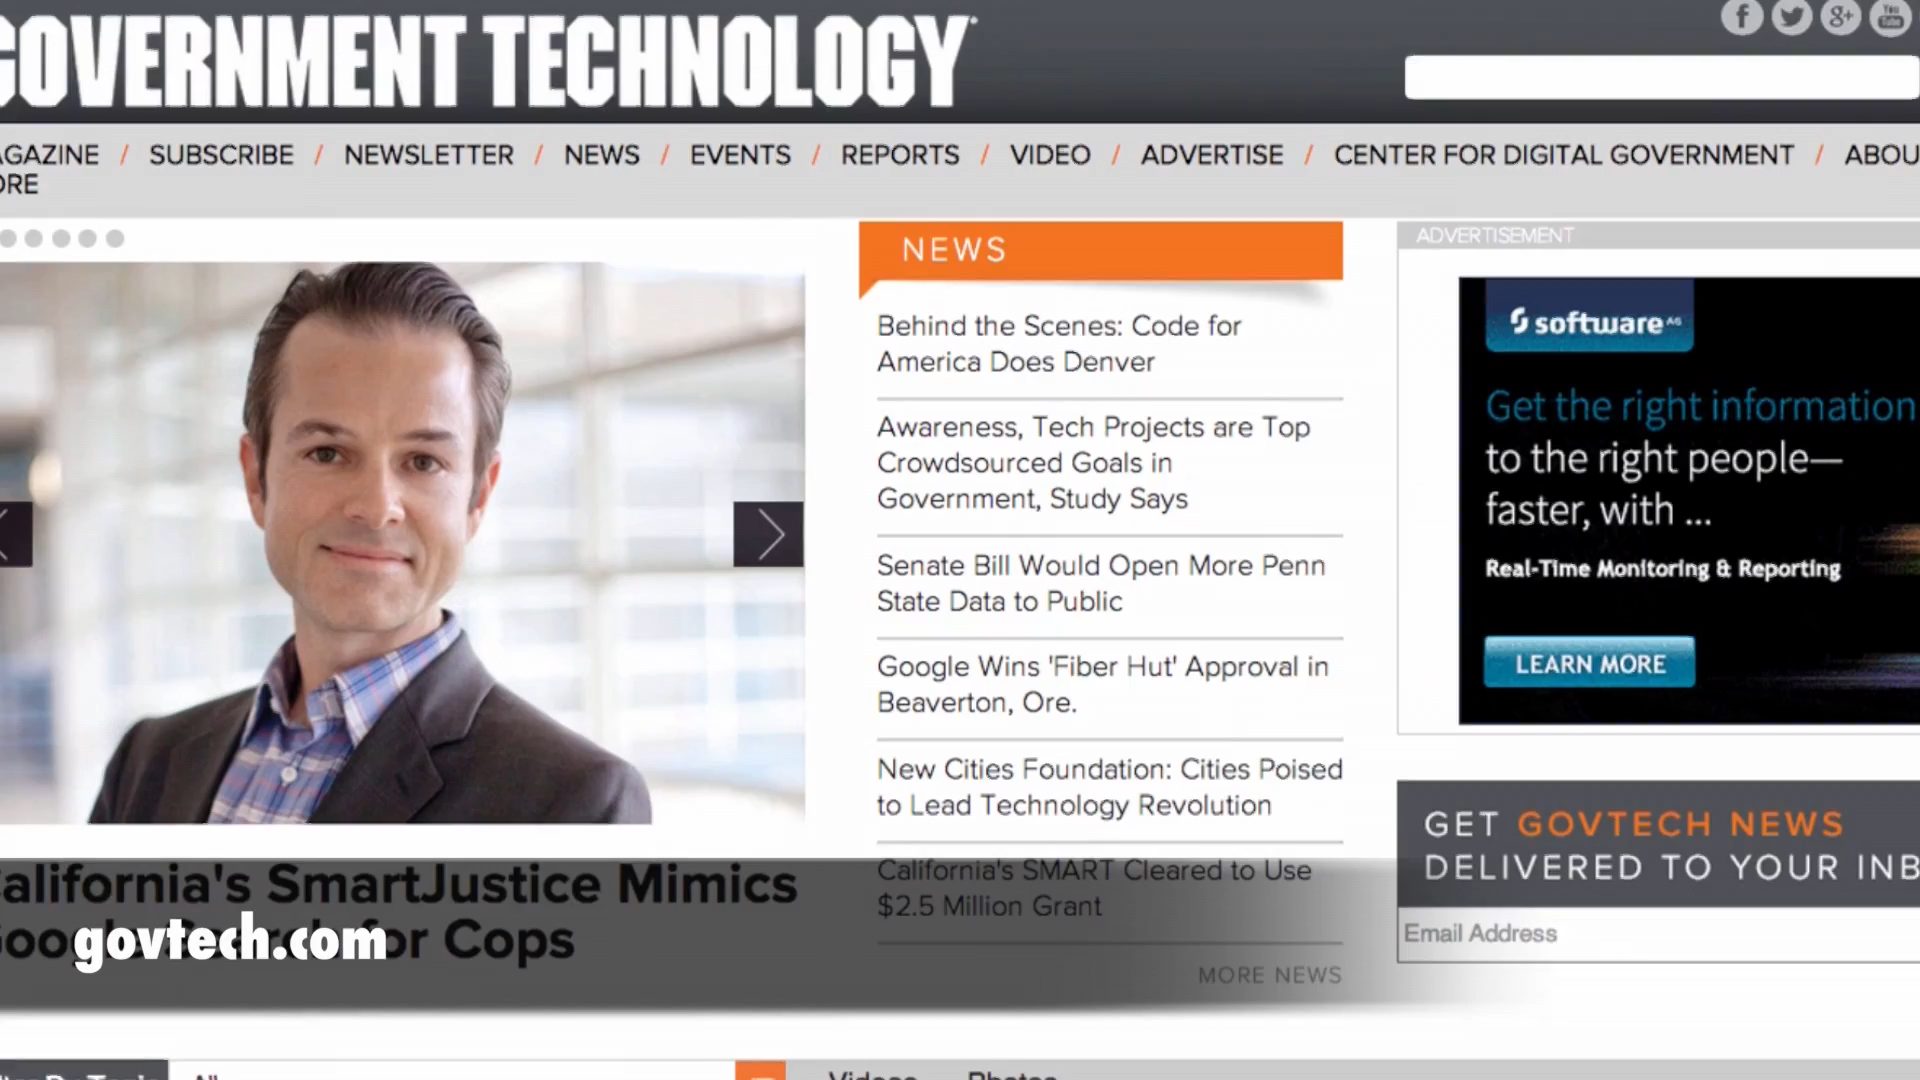 GOVERNMENT TECHNOLOGY
MAGAZINE / SUBSCRIBE / NEWSLETTER / NEWS / EVENTS / REPORTS / VIDEO / ADVERTISE / CENTER FOR DIGITAL GOVERNMENT / ABOU
ORE
NEWS
Behind the Scenes: Code for
America Does Denver
Awareness, Tech Projects are Top
Crowdsourced Goals in
Government, Study Says
Senate Bill Would Open More Penn
State Data to Public
Google Wins 'Fiber Hut' Approval in
Beaverton, Ore.
New Cities Foundation: Cities Poised
to Lead Technology Revolution
California's SMART Cleared to Use
$2.5 Million Grant
MORE NEWS
California's SmartJustice Mimics
Google Search for Cops
govtech.com
ADVERTISEMENT
software AG
Get the right information
to the right people—
faster, with ...
Real-Time Monitoring & Reporting
LEARN MORE
GET GOVTECH NEWS
DELIVERED TO YOUR INB
Email Address
Videos
Photos